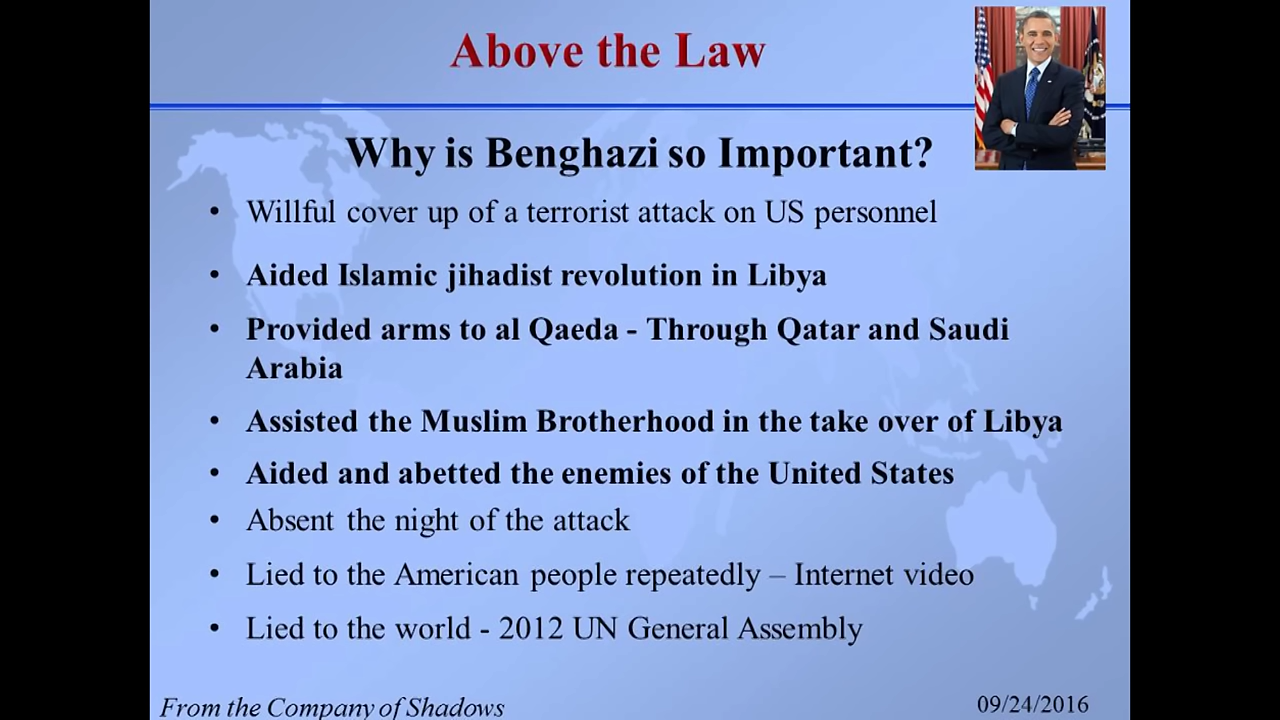 Above the Law
Why is Benghazi so Important?
• Willful cover up of a terrorist attack on US personnel
• Aided Islamic jihadist revolution in Libya
• Provided arms to al Qaeda - Through Qatar and Saudi
Arabia
• Assisted the Muslim Brotherhood in the take over of Libya
• Aided and abetted the enemies of the United States
• Absent the night of the attack
• Lied to the American people repeatedly – Internet video
• Lied to the world - 2012 UN General Assembly
From the Company of Shadows
09/24/2016